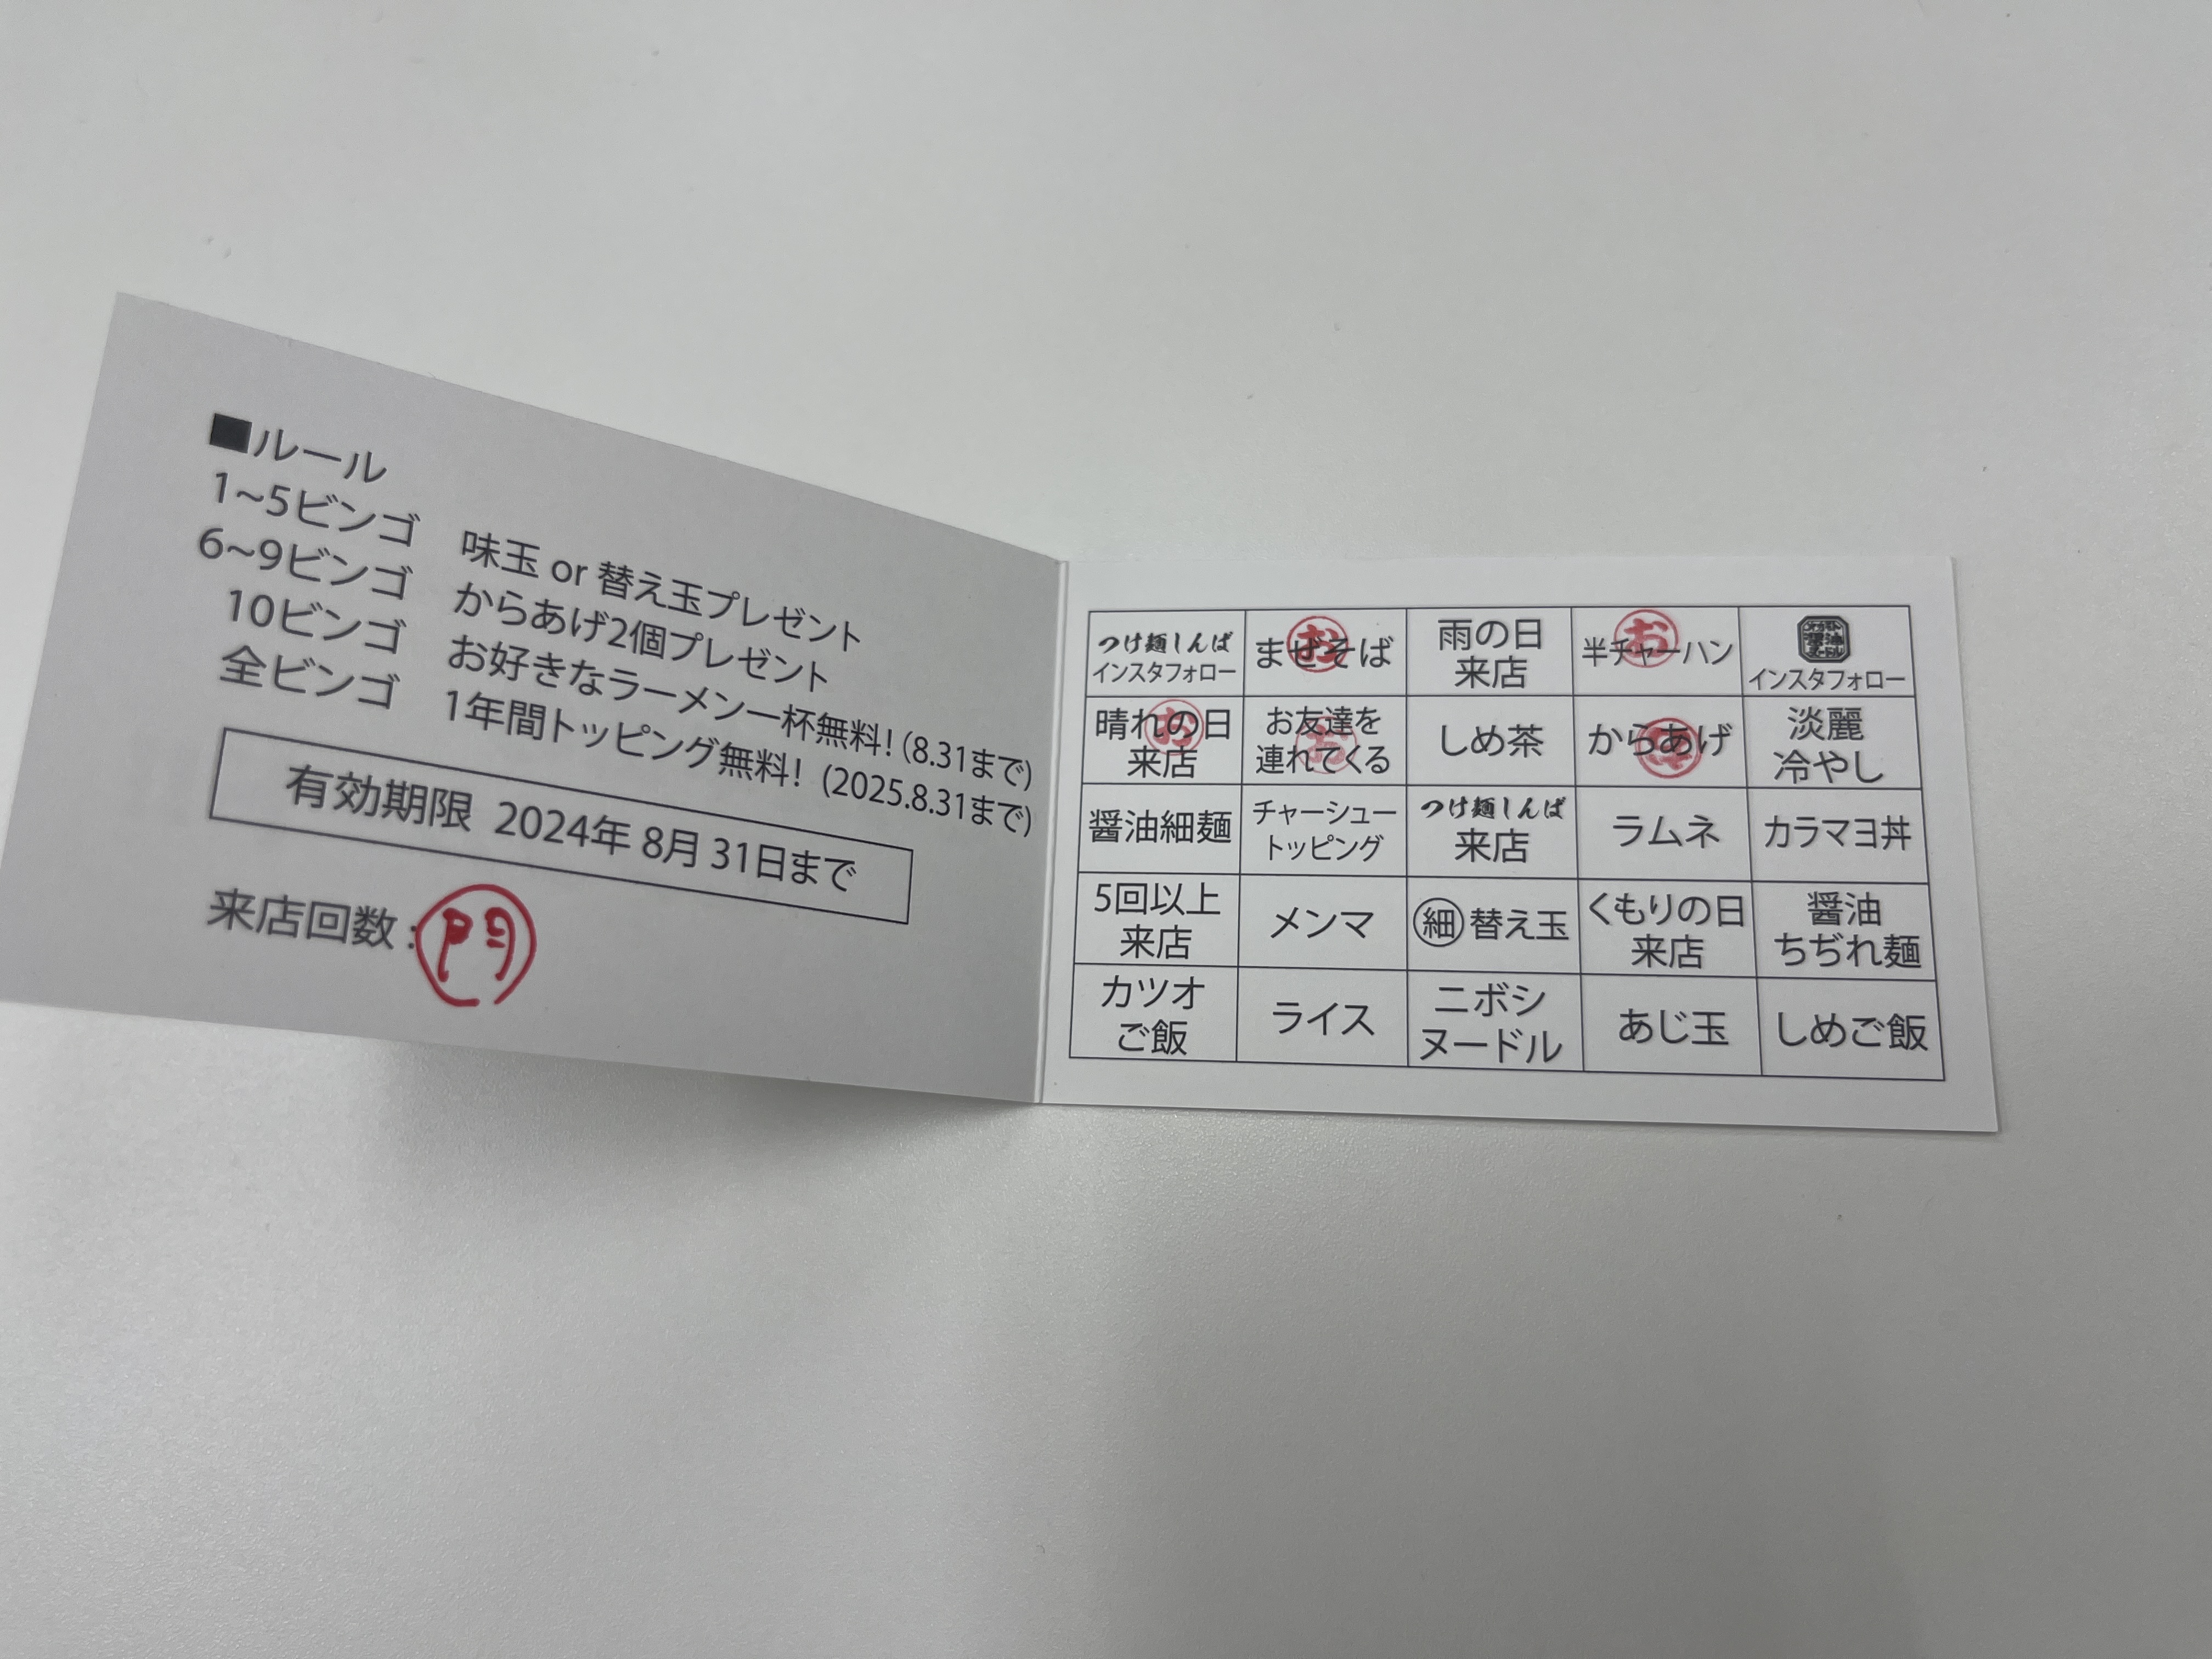 ■ルール
1~5ビンゴ 味玉 or 替え玉プレゼント
6~9ビンゴ からあげ2個プレゼント
10ビンゴ お好きなラーメン一杯無料! (8.31まで)
全ビンゴ 1年間トッピング無料! (2025.8.31まで)
有効期限 2024年 8月 31日まで
来店回数:
つけ麺しんば
インスタフォロー
まぜそば
お
雨の日
来店
半チャーハン
お
インスタフォロー
晴れの日
来店
お
お友達を
連れてくる
お
しめ茶
からあげ
淡麗
冷やし
醤油細麺
チャーシュー
トッピング
つけ麺しんば
来店
ラムネ
カラマヨ丼
5回以上
来店
メンマ
細 替え玉
くもりの日
来店
醤油
ちぢれ麺
カツオ
ご飯
ライス
ニボシ
ヌードル
あじ玉
しめご飯